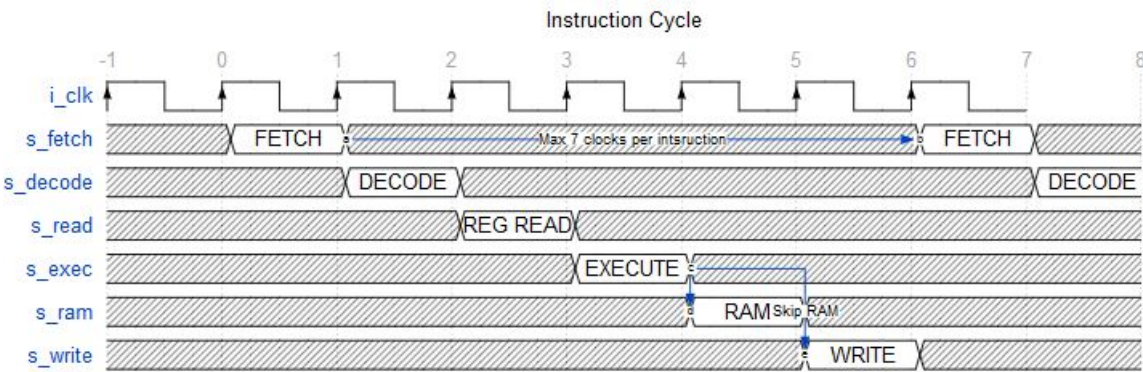 Instruction Cycle
-1 0 1 2 3 4 5 6 7 8
i_clk
s_fetch FETCH a Max 7 clocks per intsruction b FETCH
s_decode DECODE DECODE
s_read REG READ
s_exec EXECUTE c
s_ram d RAM Skip RAM
s_write e WRITE